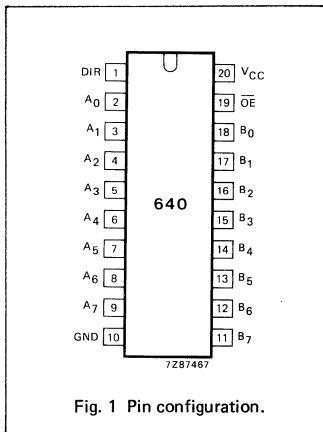 DIR 1 20 VCC
A0 2 19 OE
A1 3 18 B0
A2 4 17 B1
A3 5 16 B2
640
A4 6 15 B3
A5 7 14 B4
A6 8 13 B5
A7 9 12 B6
GND 10 11 B7
7Z87467
Fig. 1 Pin configuration.